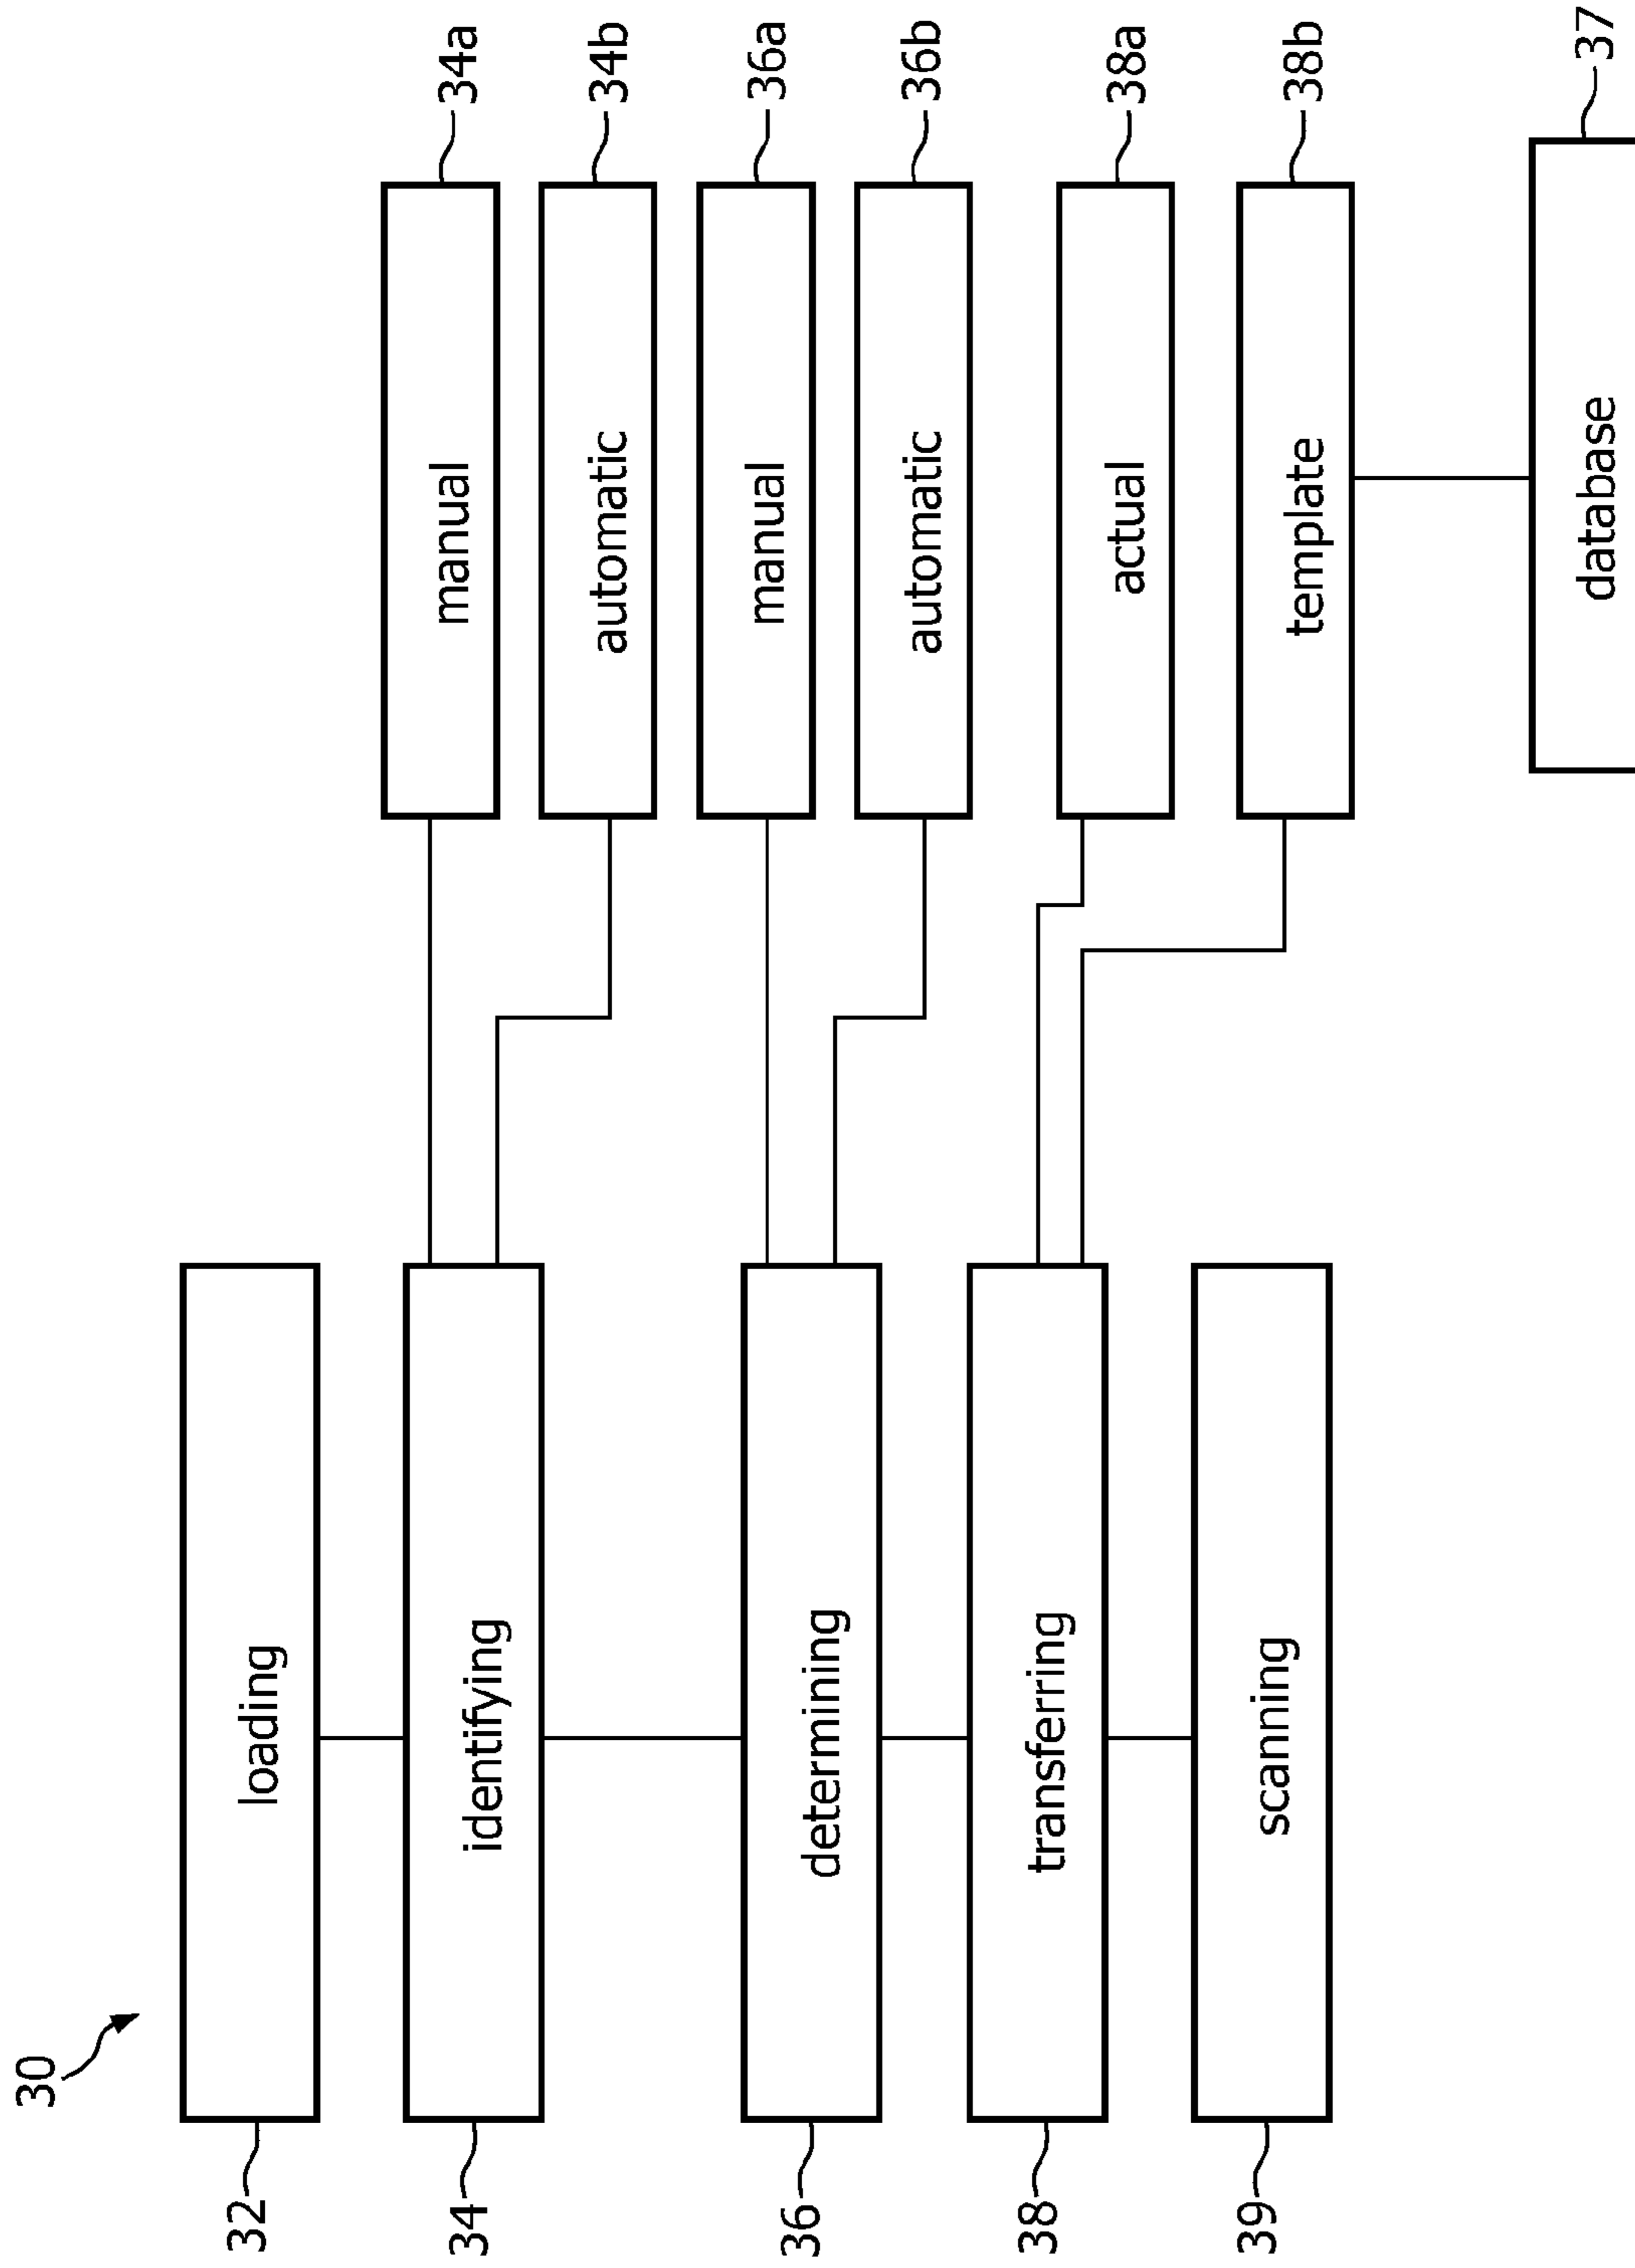 30
32
loading
34
identifying
manual
34a
automatic
34b
36
determining
manual
36a
automatic
36b
38
transferring
actual
38a
template
38b
39
scanning
database
37